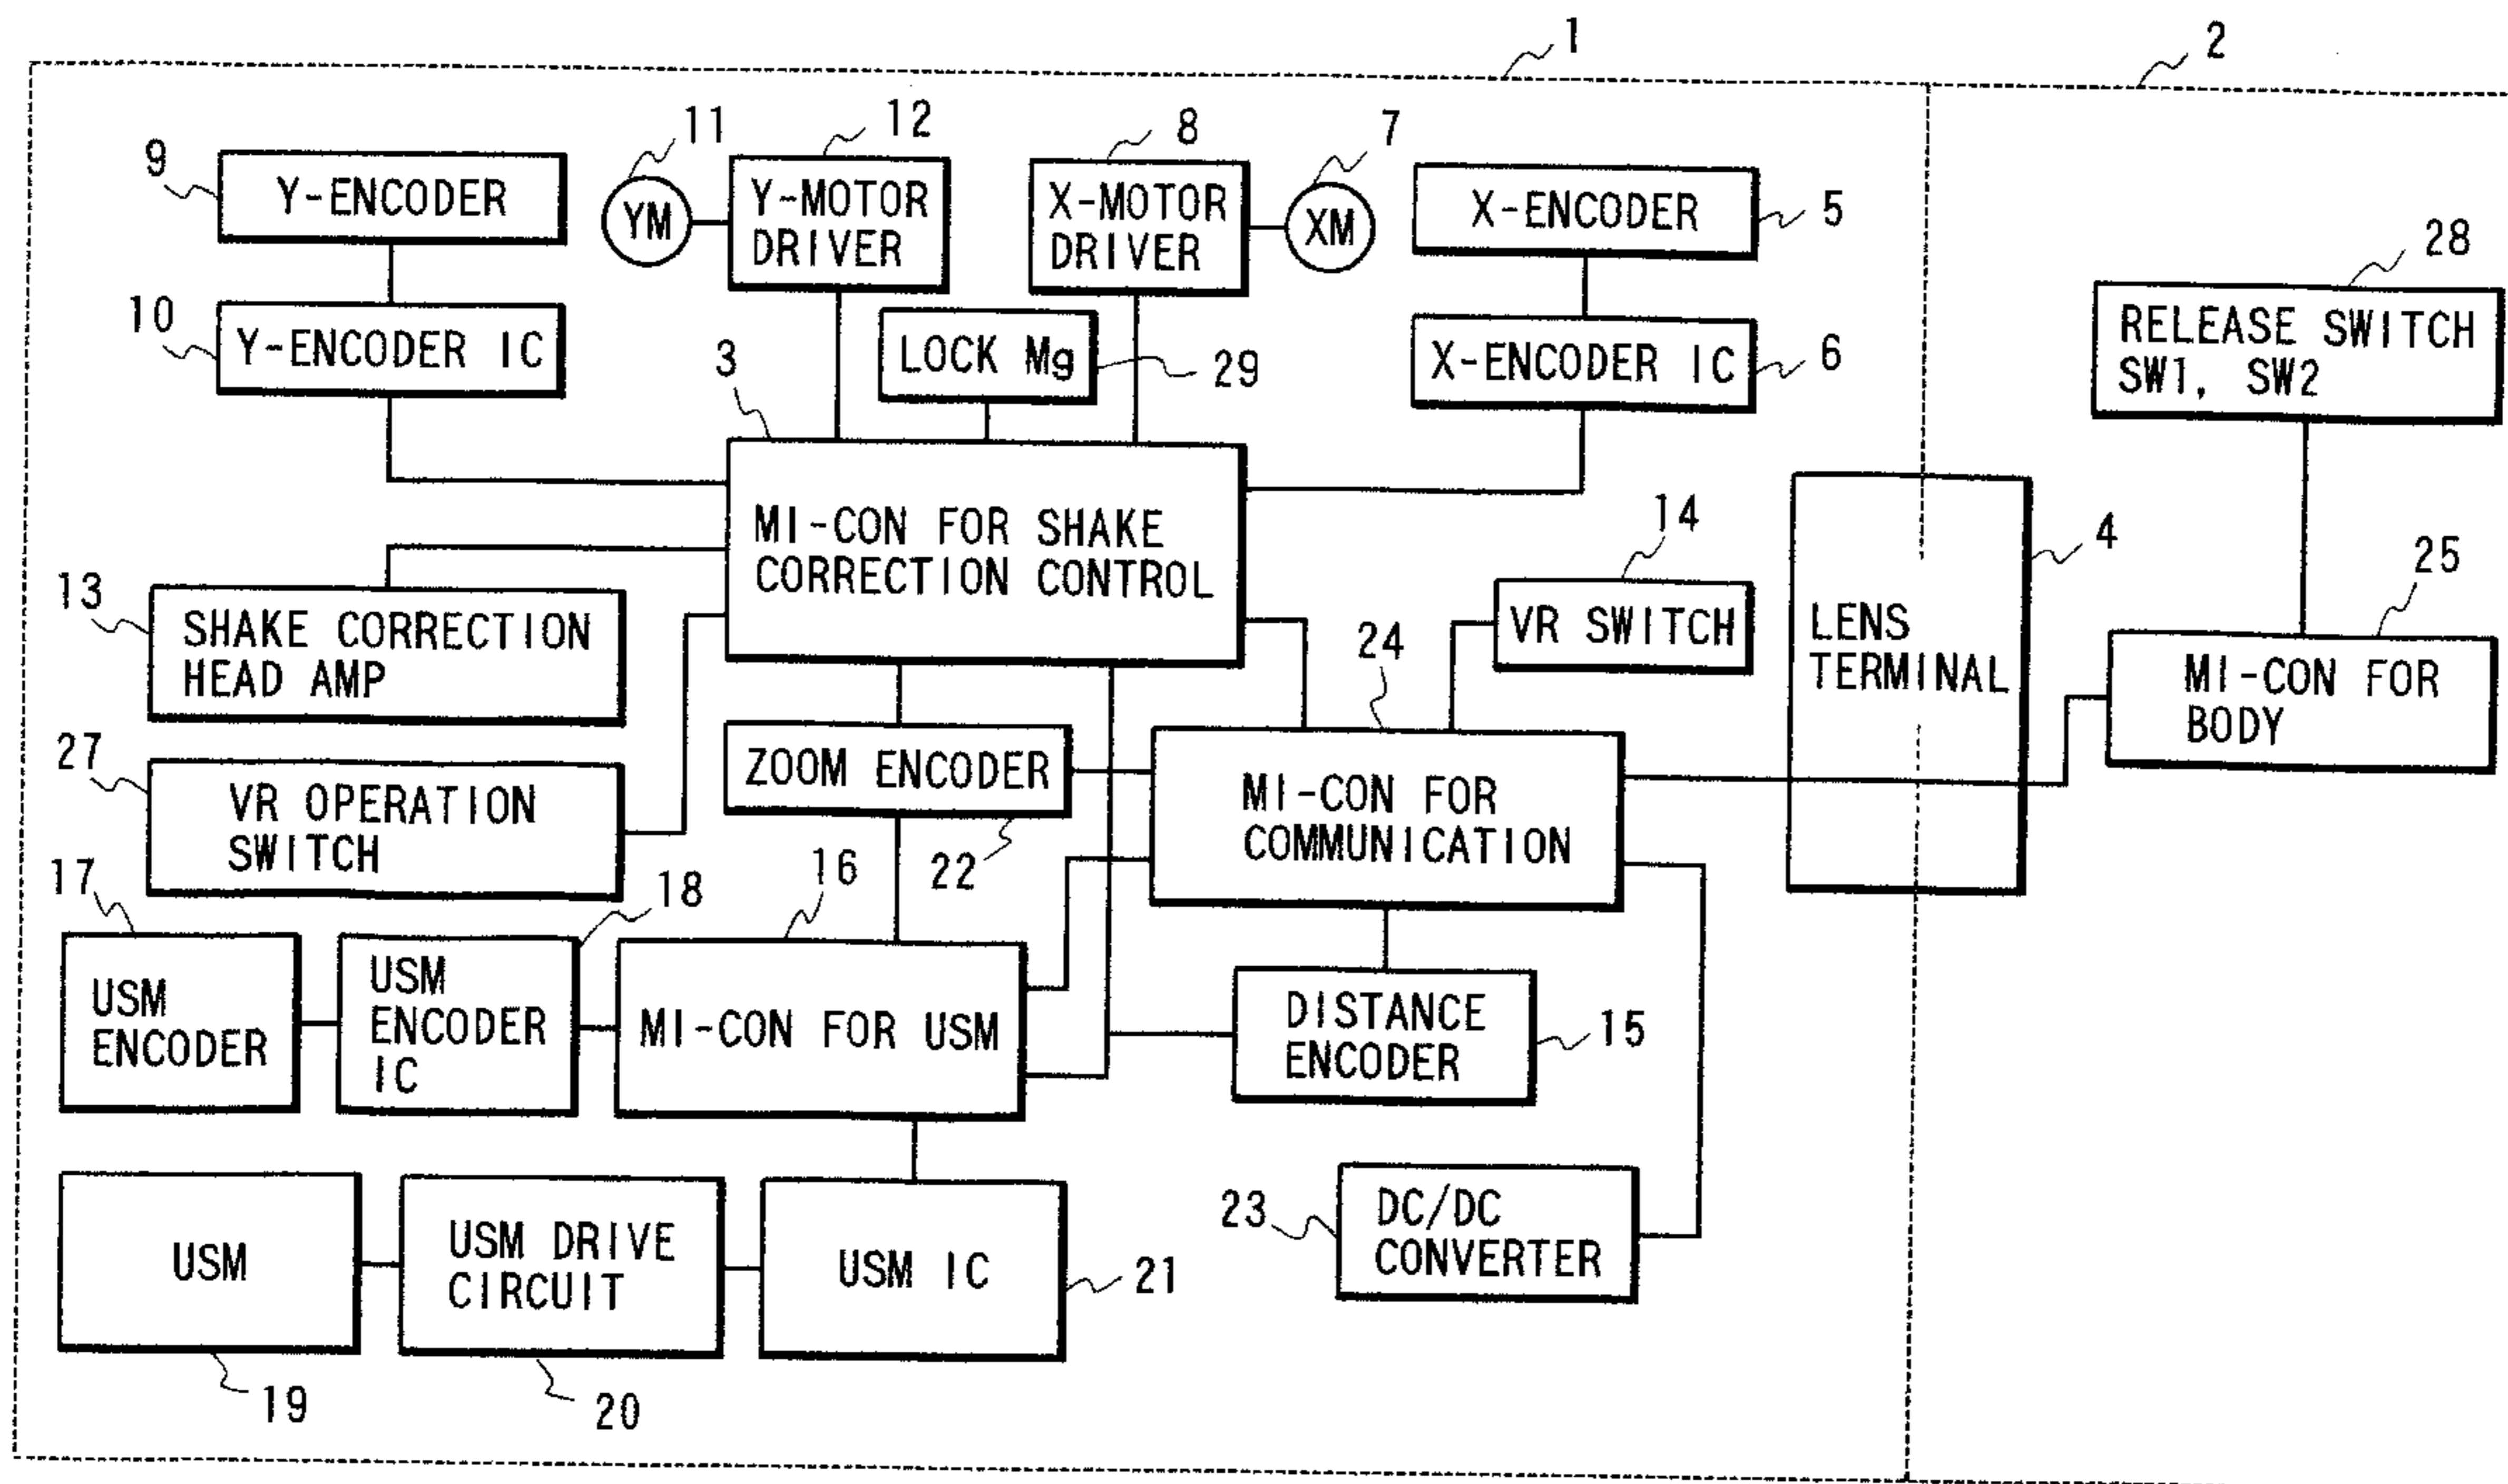 1
2
9
Y-ENCODER
11
YM
12
Y-MOTOR
DRIVER
8
X-MOTOR
DRIVER
7
XM
X-ENCODER
5
28
RELEASE SWITCH
SW1, SW2
10
Y-ENCODER IC
3
LOCK Mg
29
X-ENCODER IC
6
MI-CON FOR SHAKE
CORRECTION CONTROL
14
VR SWITCH
4
LENS
TERMINAL
25
MI-CON FOR
BODY
13
SHAKE CORRECTION
HEAD AMP
24
27
VR OPERATION
SWITCH
ZOOM ENCODER
22
MI-CON FOR
COMMUNICATION
17
USM
ENCODER
18
USM
ENCODER
IC
16
MI-CON FOR USM
DISTANCE
ENCODER
15
USM
19
USM DRIVE
CIRCUIT
20
USM IC
21
23
DC/DC
CONVERTER